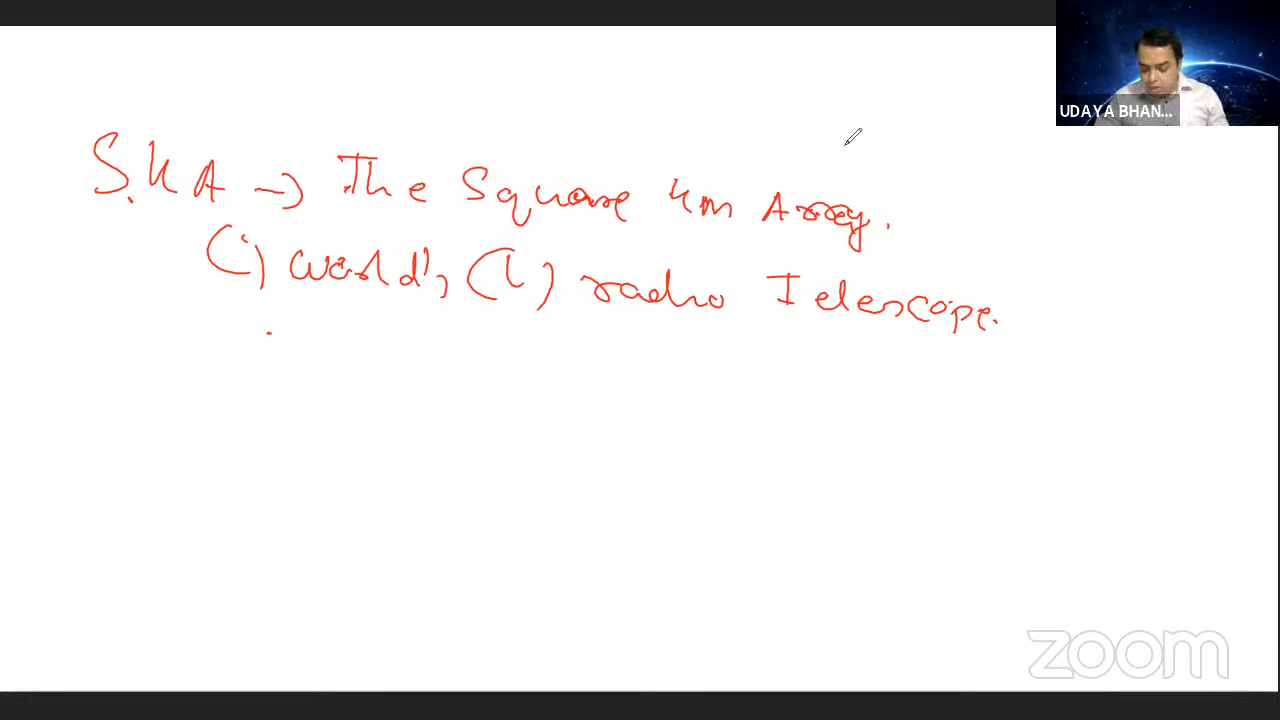 UDAYA BHAN...
S.K A → The Square km Array.
(i) world's (L) radio Telescope.
zoom